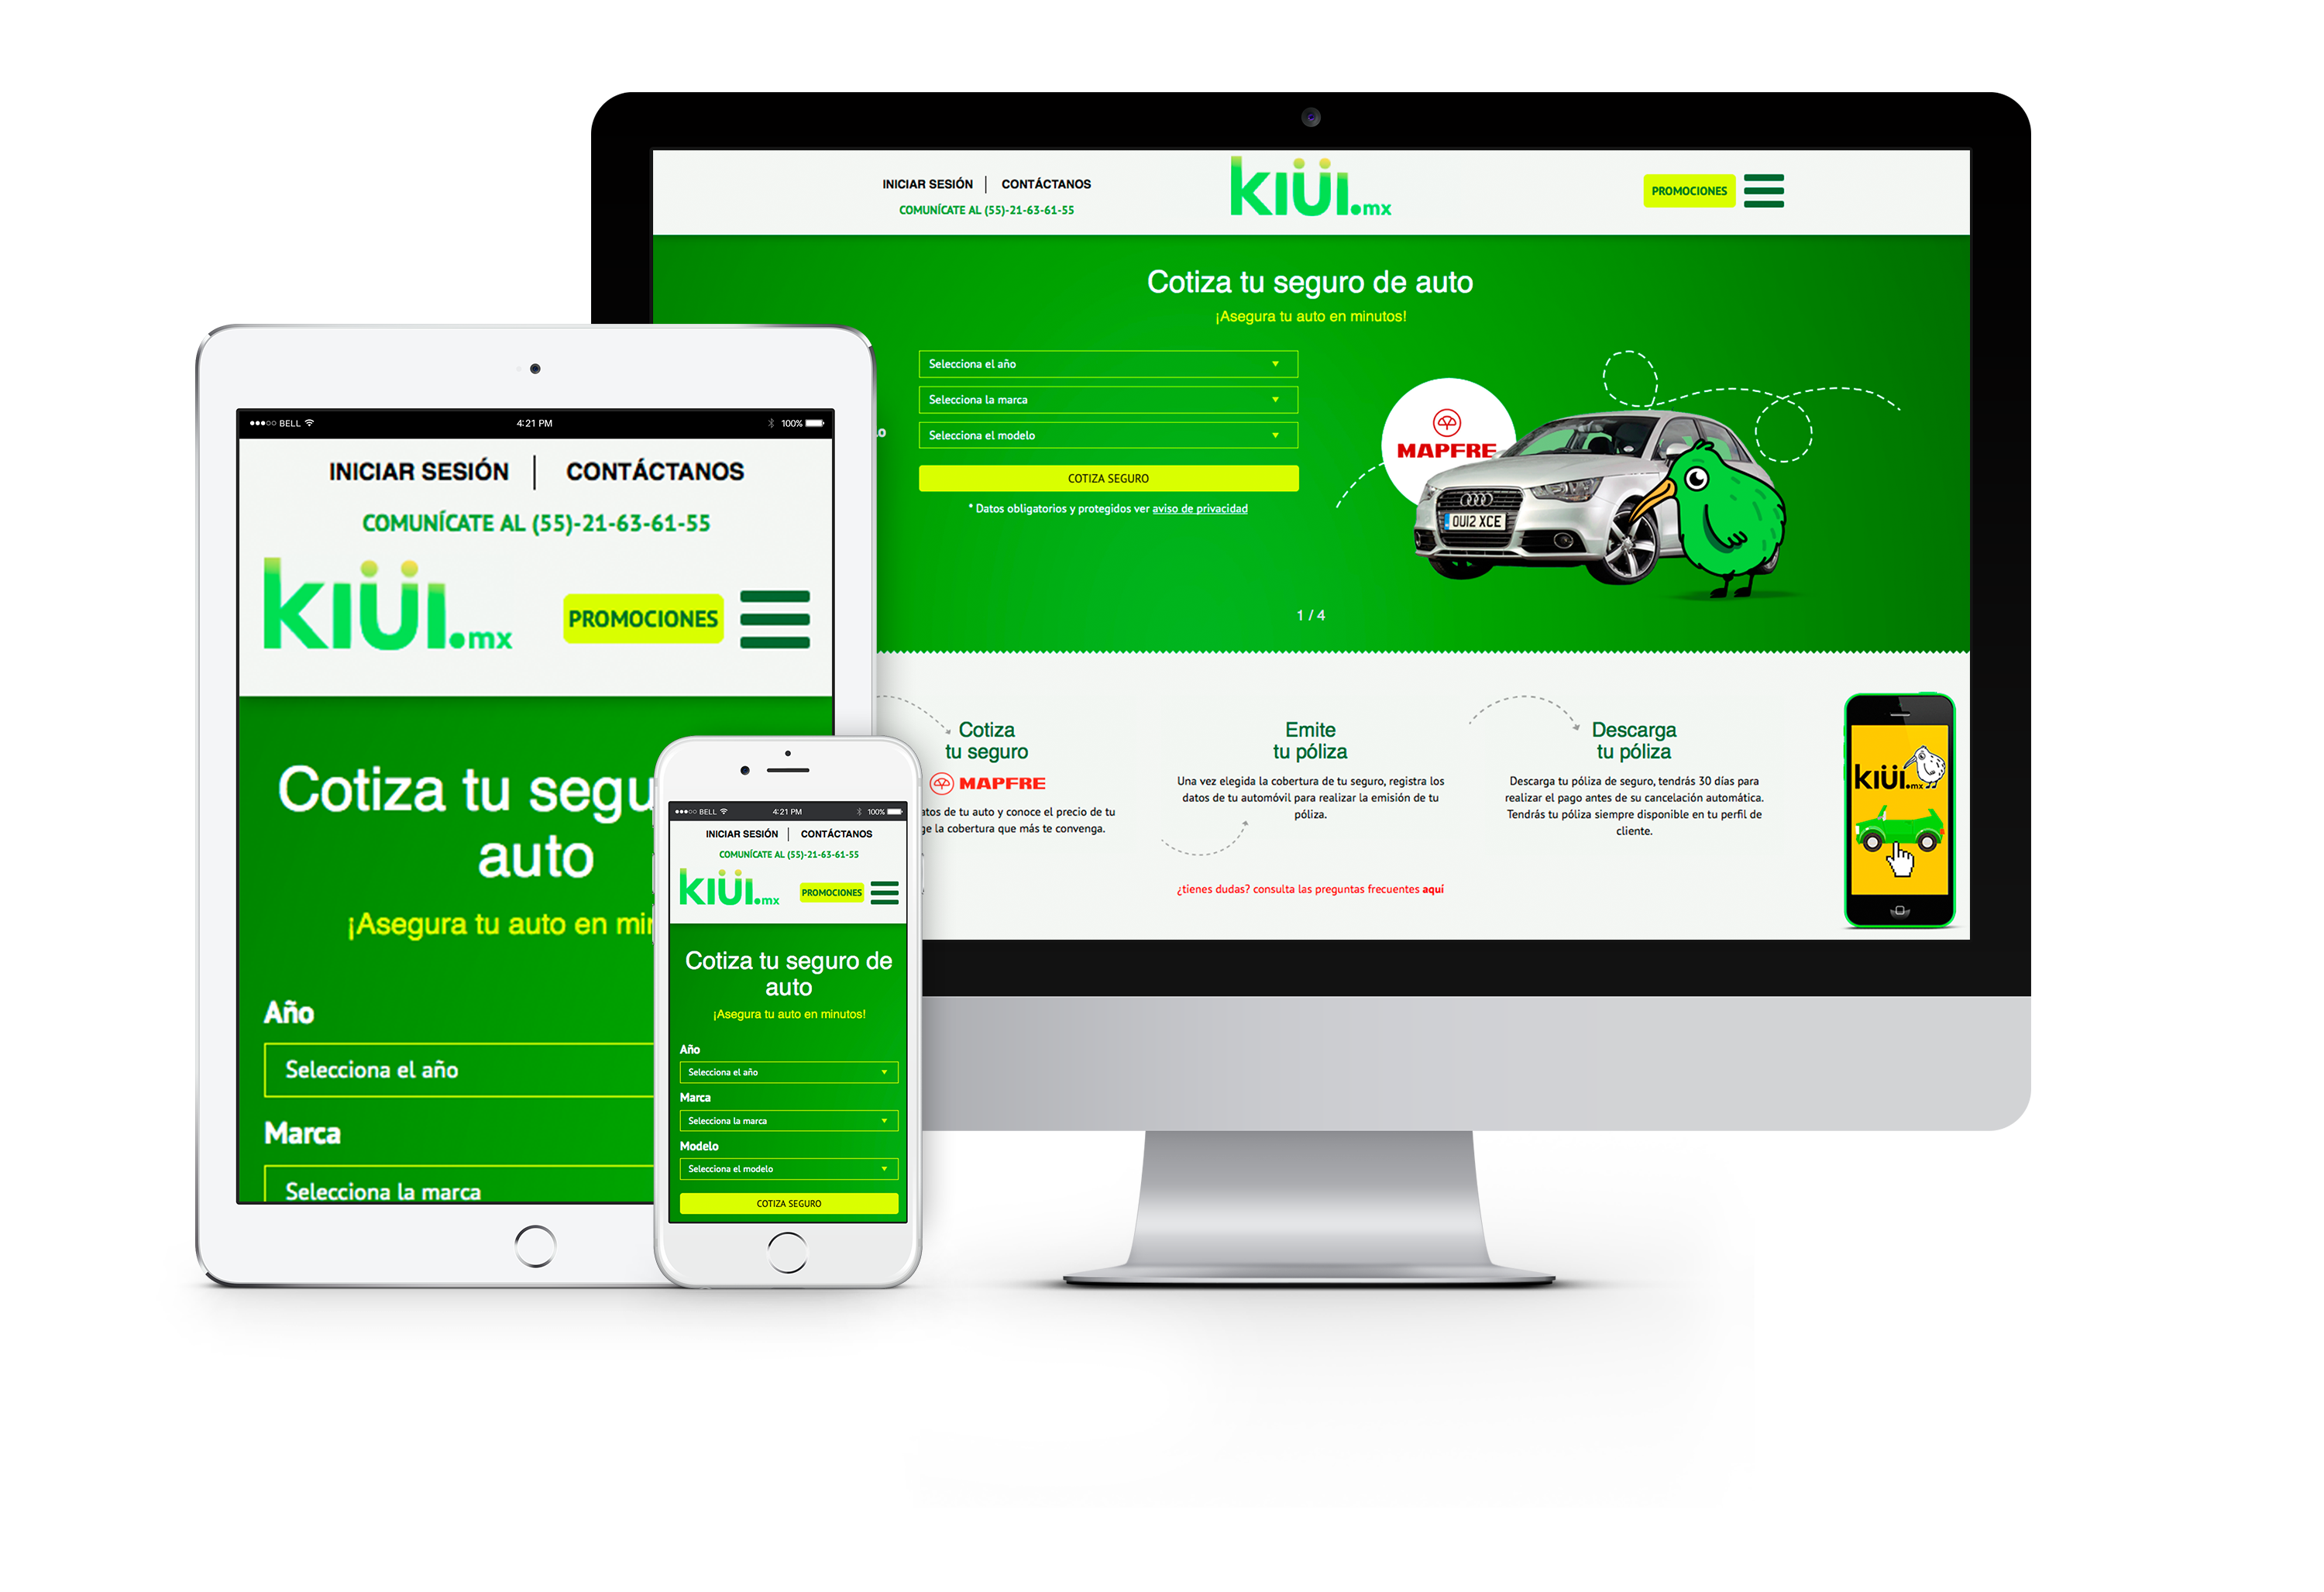 INICIAR SESIÓN | CONTÁCTANOS
COMUNÍCATE AL (55)-21-63-61-55
kiüi.mx
PROMOCIONES
Cotiza tu seguro de auto
¡Asegura tu auto en minutos!
Selecciona el año
Selecciona la marca
Selecciona el modelo
COTIZA SEGURO
* Datos obligatorios y protegidos ver aviso de privacidad
MAPFRE
OU12 XCE
1 / 4
Cotiza
tu seguro
MAPFRE
de tu auto y conoce el precio de tu
la cobertura que más te convenga.
Emite
tu póliza
Una vez elegida la cobertura de tu seguro, registra los
datos de tu automóvil para realizar la emisión de tu
póliza.
Descarga
tu póliza
Descarga tu póliza de seguro, tendrás 30 días para
realizar el pago antes de su cancelación automática.
Tendrás tu póliza siempre disponible en tu perfil de
cliente.
¿tienes dudas? consulta las preguntas frecuentes aquí
kiüi.mx
BELL 4:21 PM 100%
INICIAR SESIÓN | CONTÁCTANOS
COMUNÍCATE AL (55)-21-63-61-55
kiüi.mx
PROMOCIONES
Cotiza tu segu
auto
¡Asegura tu auto en min
Año
Selecciona el año
Marca
Selecciona la marca
BELL 4:21 PM 100%
INICIAR SESIÓN | CONTÁCTANOS
COMUNÍCATE AL (55)-21-63-61-55
kiüi.mx
PROMOCIONES
Cotiza tu seguro de
auto
¡Asegura tu auto en minutos!
Año
Selecciona el año
Marca
Selecciona la marca
Modelo
Selecciona el modelo
COTIZA SEGURO